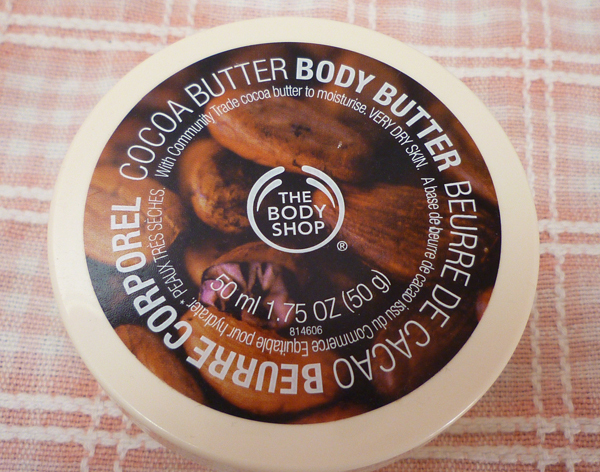 COCOA BUTTER BODY BUTTER
With Community Trade cocoa butter to moisturise. VERY DRY SKIN.
BEURRE CORPOREL
BEURRE DE CACAO
A base de beurre de cacao issu du Commerce Equitable pour hydrater.* PEAUX TRES SECHES.
THE
BODY
SHOP
®
50 ml 1.75 OZ (50 g)
814606